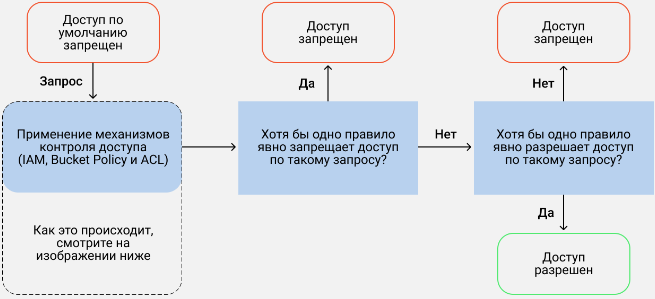 Доступ по
умолчанию
запрещен
Доступ
запрещен
Доступ
запрещен
Запрос
Да
Нет
Применение механизмов
контроля доступа
(IAM, Bucket Policy и ACL)
Хотя бы одно правило
явно запрещает доступ
по такому запросу?
Нет
Хотя бы одно правило
явно разрешает доступ
по такому запросу?
Как это происходит,
смотрите на
изображении ниже
Да
Доступ
разрешен